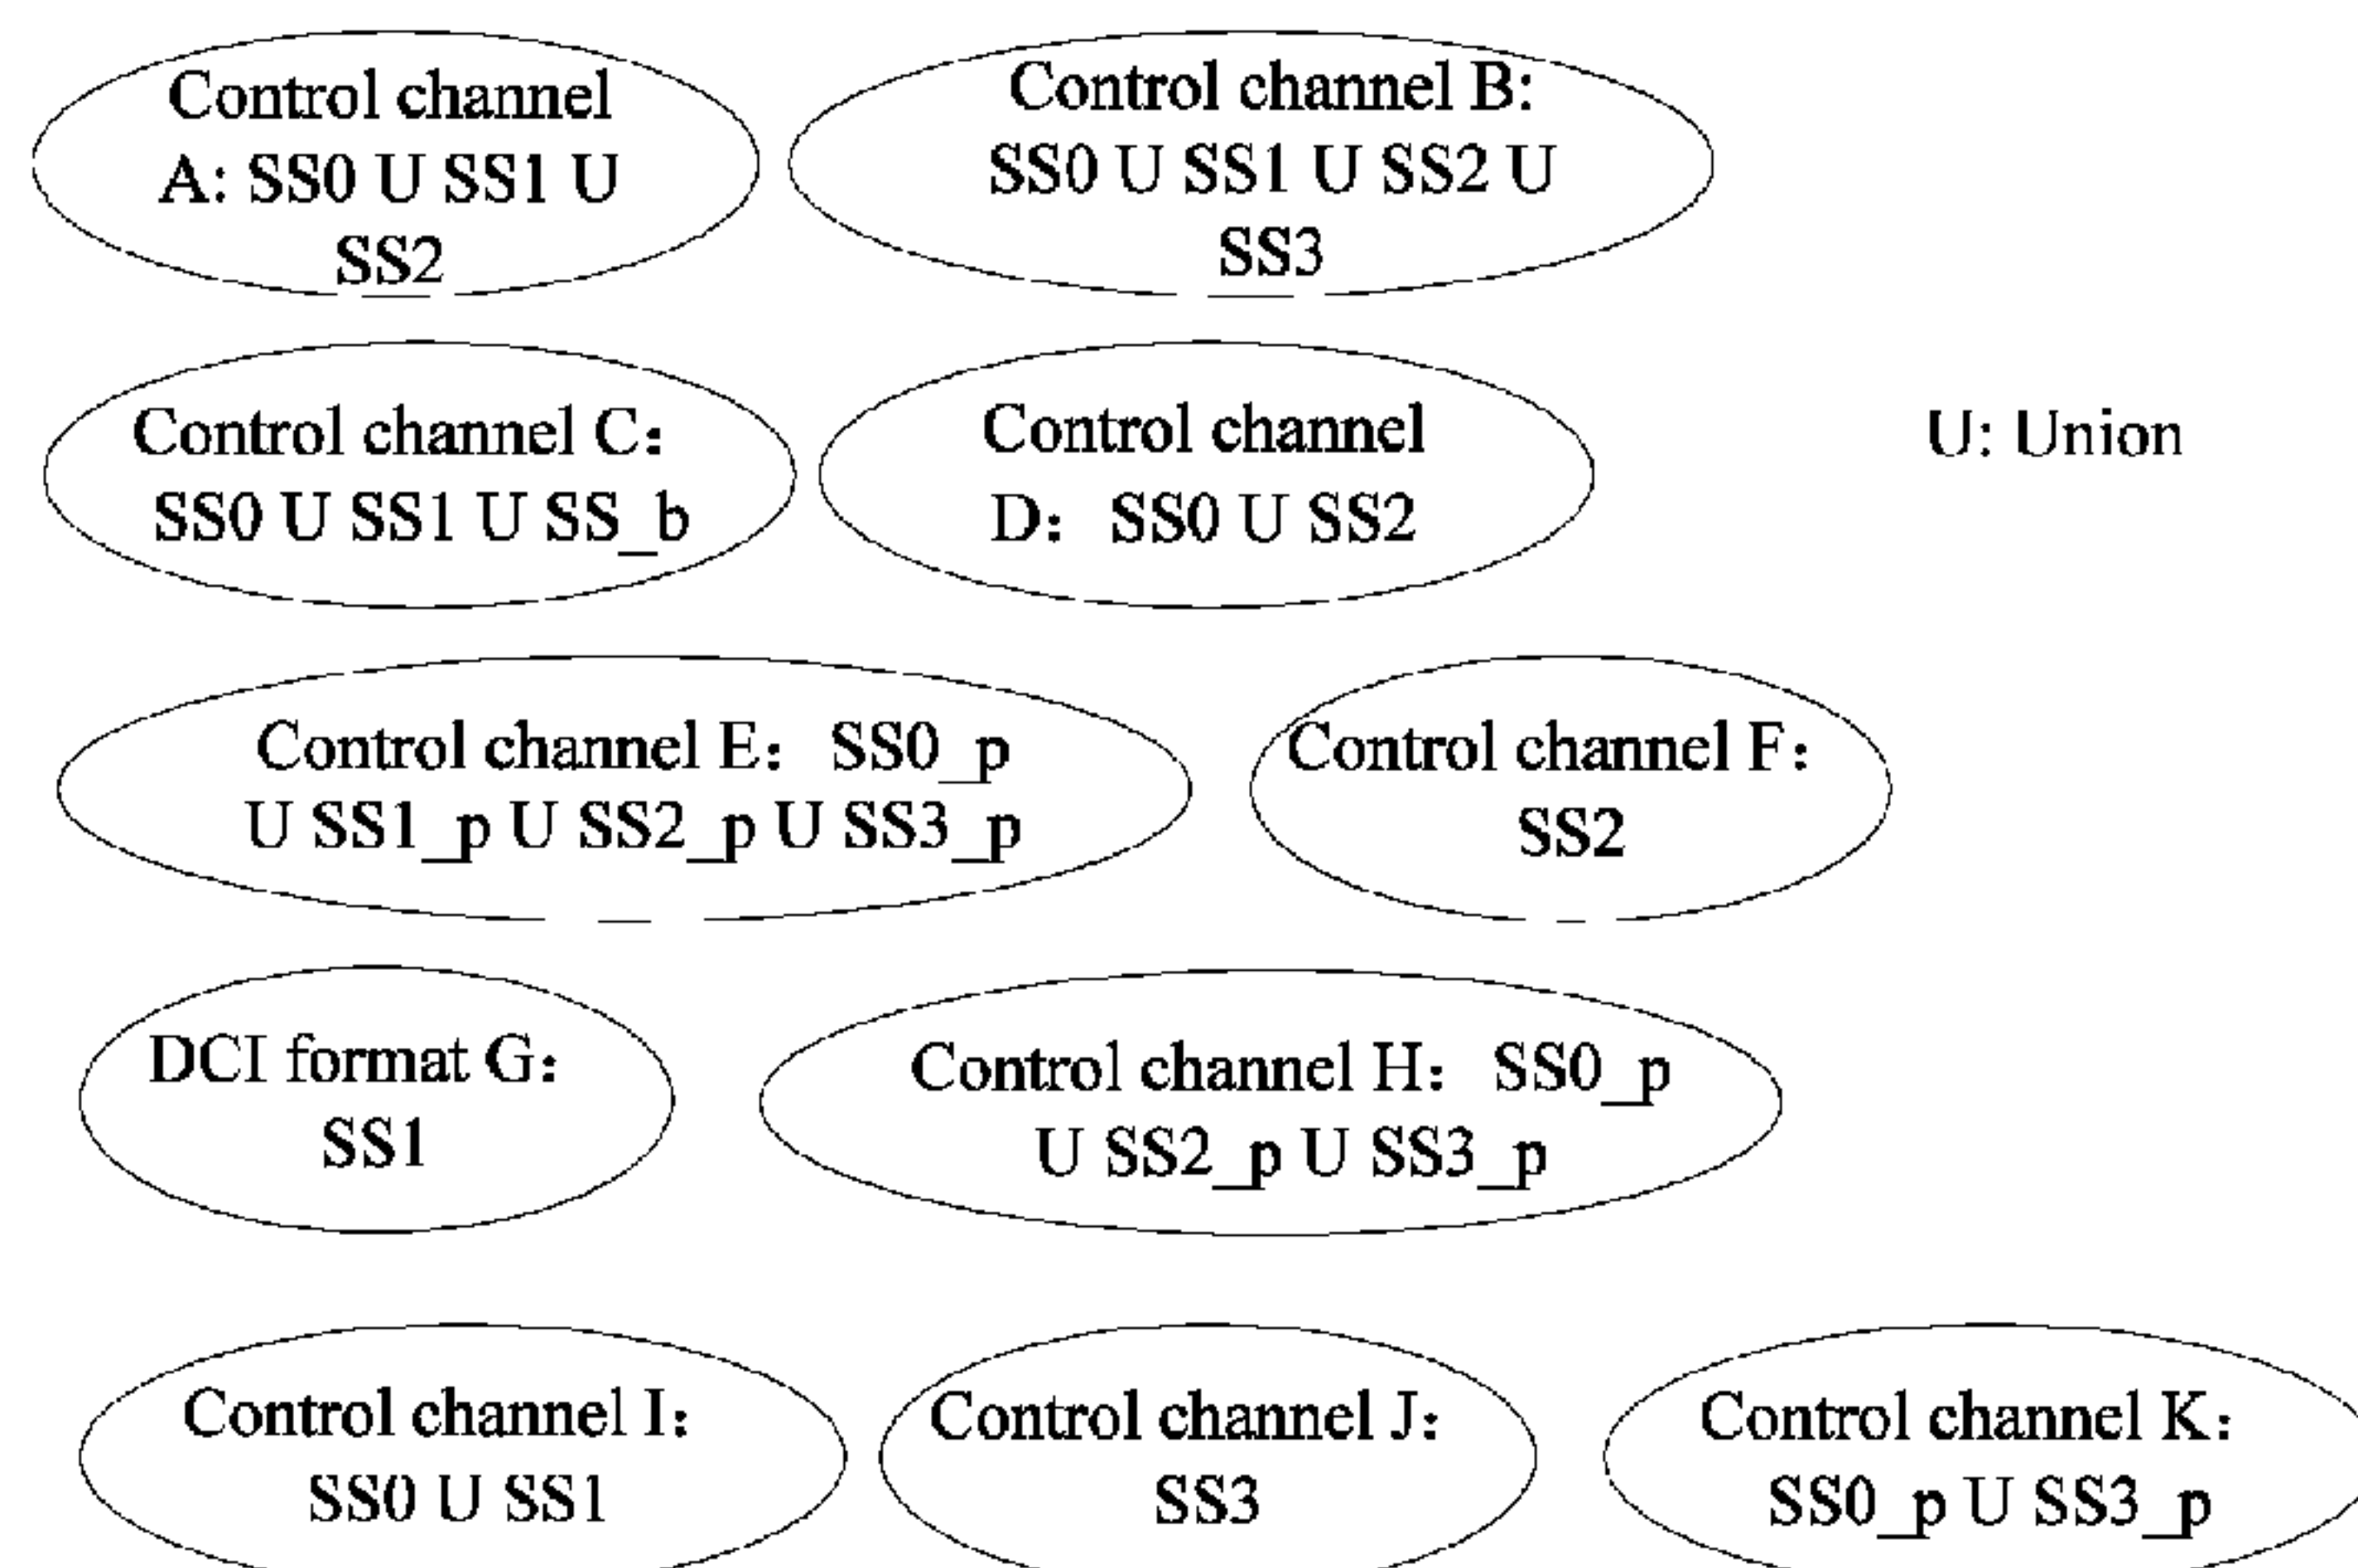 Control channel
A: SS0 U SS1 U
SS2
Control channel B:
SS0 U SS1 U SS2 U
SS3
Control channel C:
SS0 U SS1 U SS_b
Control channel
D: SS0 U SS2
U: Union
Control channel E: SS0_p
U SS1_p U SS2_p U SS3_p
Control channel F:
SS2
DCI format G:
SS1
Control channel H: SS0_p
U SS2_p U SS3_p
Control channel I:
SS0 U SS1
Control channel J:
SS3
Control channel K:
SS0_p U SS3_p